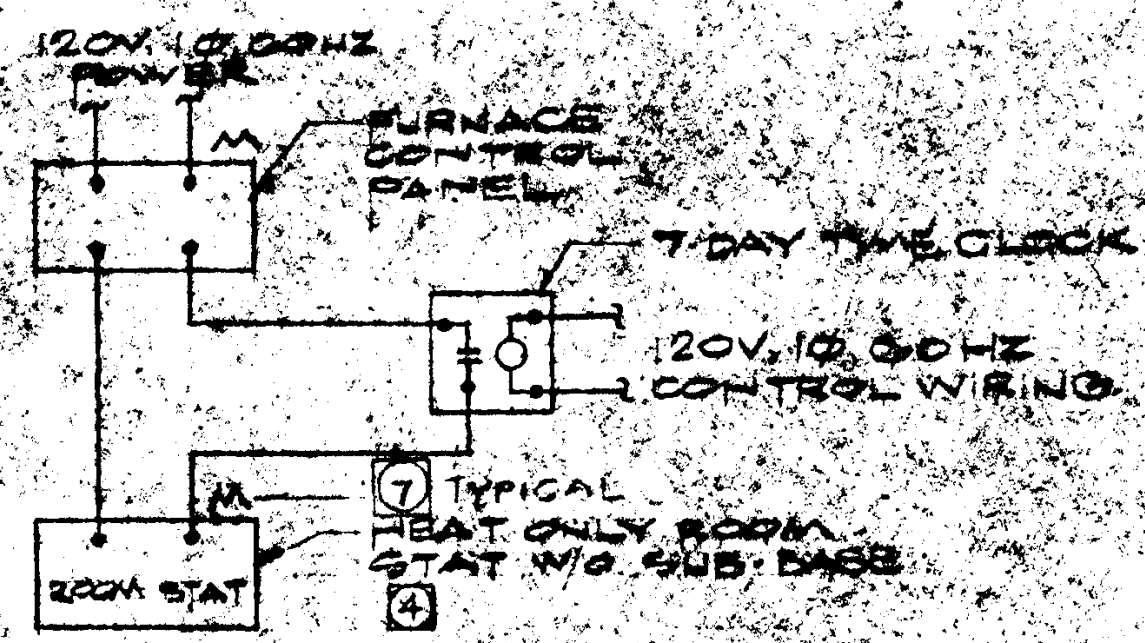 120V. 1Ø, 60HZ
POWER
M
FURNACE
CONTROL
PANEL
7 DAY TIME CLOCK
120V. 1Ø, 60HZ
CONTROL WIRING
M
7 TYPICAL
HEAT ONLY ROOM
STAT W/O. SUB-BASE
ROOM STAT
4